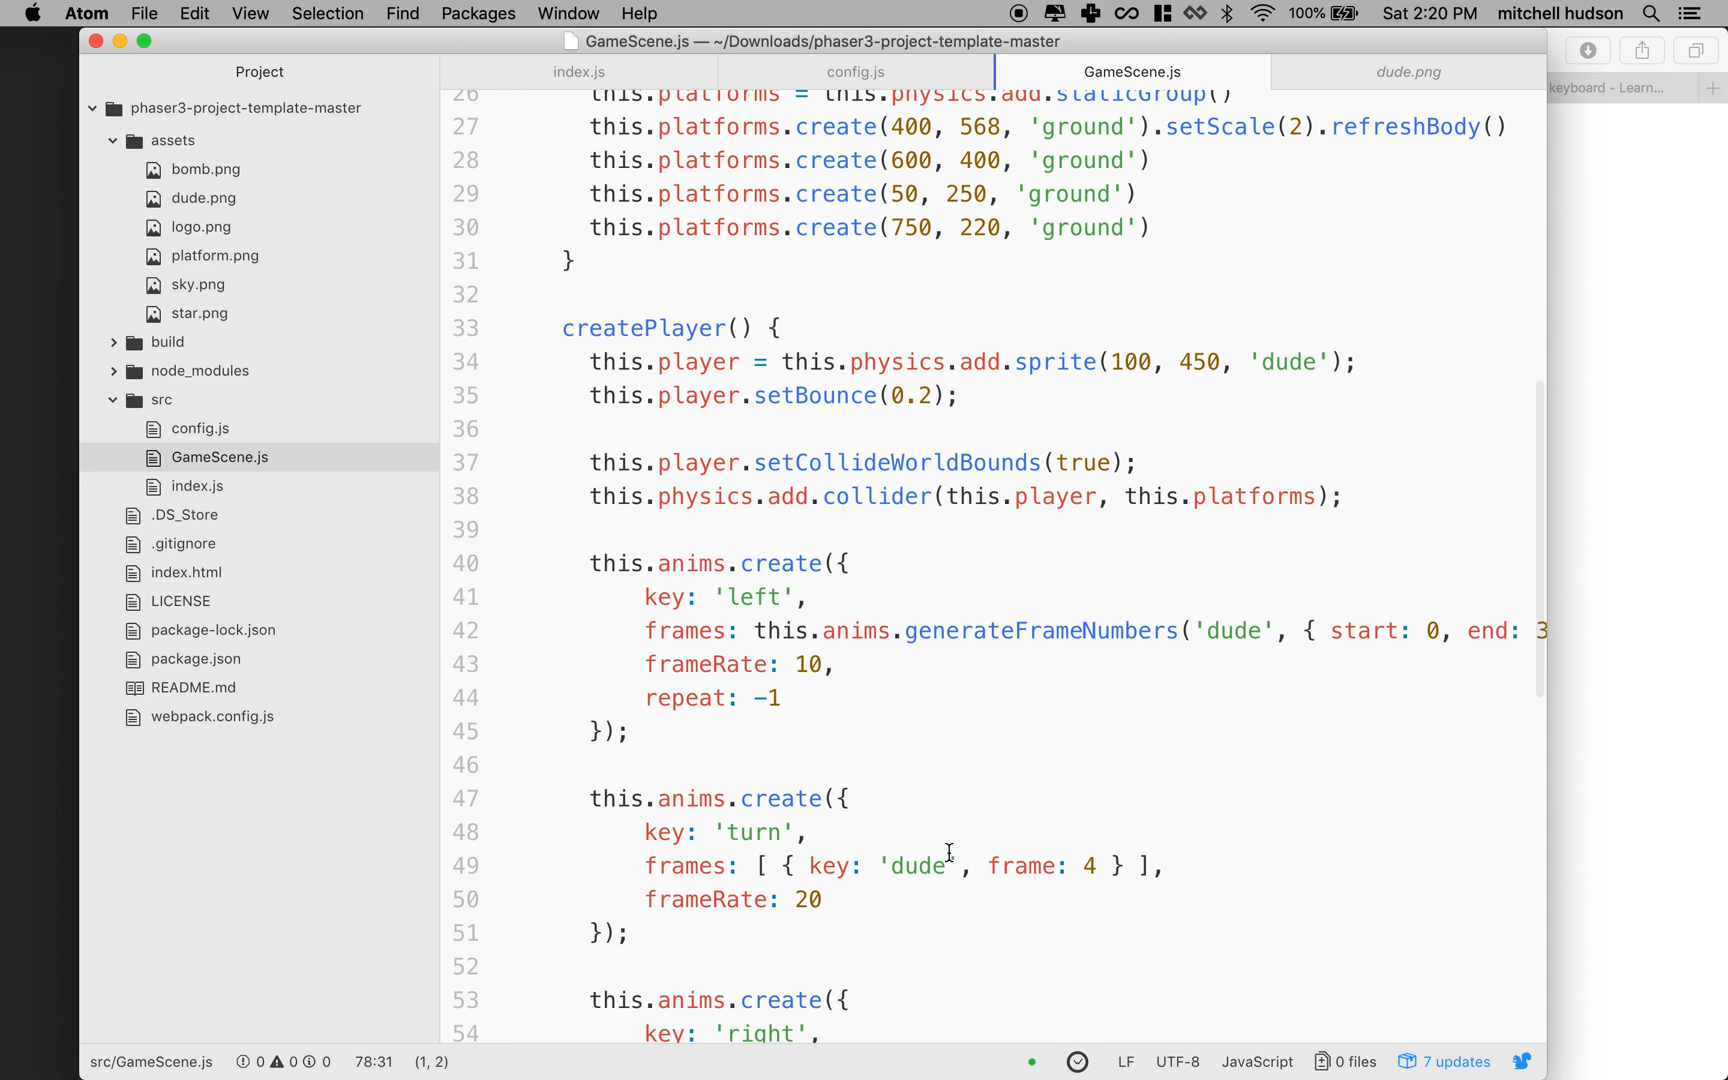 Atom File Edit View Selection Find Packages Window Help 100% Sat 2:20 PM mitchell hudson
GameScene.js — ~/Downloads/phaser3-project-template-master
Project index.js config.js GameScene.js dude.png
keyboard - Learn...
phaser3-project-template-master
assets
bomb.png
dude.png
logo.png
platform.png
sky.png
star.png
build
node_modules
src
config.js
GameScene.js
index.js
.DS_Store
.gitignore
index.html
LICENSE
package-lock.json
package.json
README.md
webpack.config.js
26 this.platforms = this.physics.add.staticGroup()
27 this.platforms.create(400, 568, 'ground').setScale(2).refreshBody()
28 this.platforms.create(600, 400, 'ground')
29 this.platforms.create(50, 250, 'ground')
30 this.platforms.create(750, 220, 'ground')
31 }
32
33 createPlayer() {
34 this.player = this.physics.add.sprite(100, 450, 'dude');
35 this.player.setBounce(0.2);
36
37 this.player.setCollideWorldBounds(true);
38 this.physics.add.collider(this.player, this.platforms);
39
40 this.anims.create({
41 key: 'left',
42 frames: this.anims.generateFrameNumbers('dude', { start: 0, end: 3
43 frameRate: 10,
44 repeat: -1
45 });
46
47 this.anims.create({
48 key: 'turn',
49 frames: [ { key: 'dude', frame: 4 } ],
50 frameRate: 20
51 });
52
53 this.anims.create({
54 key: 'right',
src/GameScene.js 0 0 0 78:31 (1, 2) LF UTF-8 JavaScript 0 files 7 updates